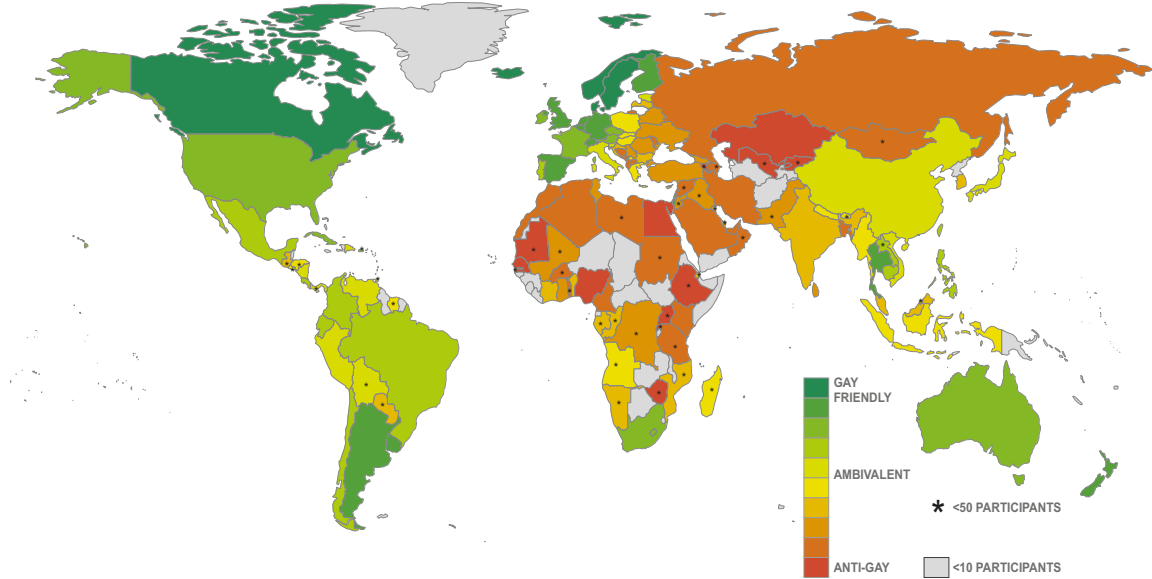 GAY
FRIENDLY
AMBIVALENT
* <50 PARTICIPANTS
ANTI-GAY
<10 PARTICIPANTS